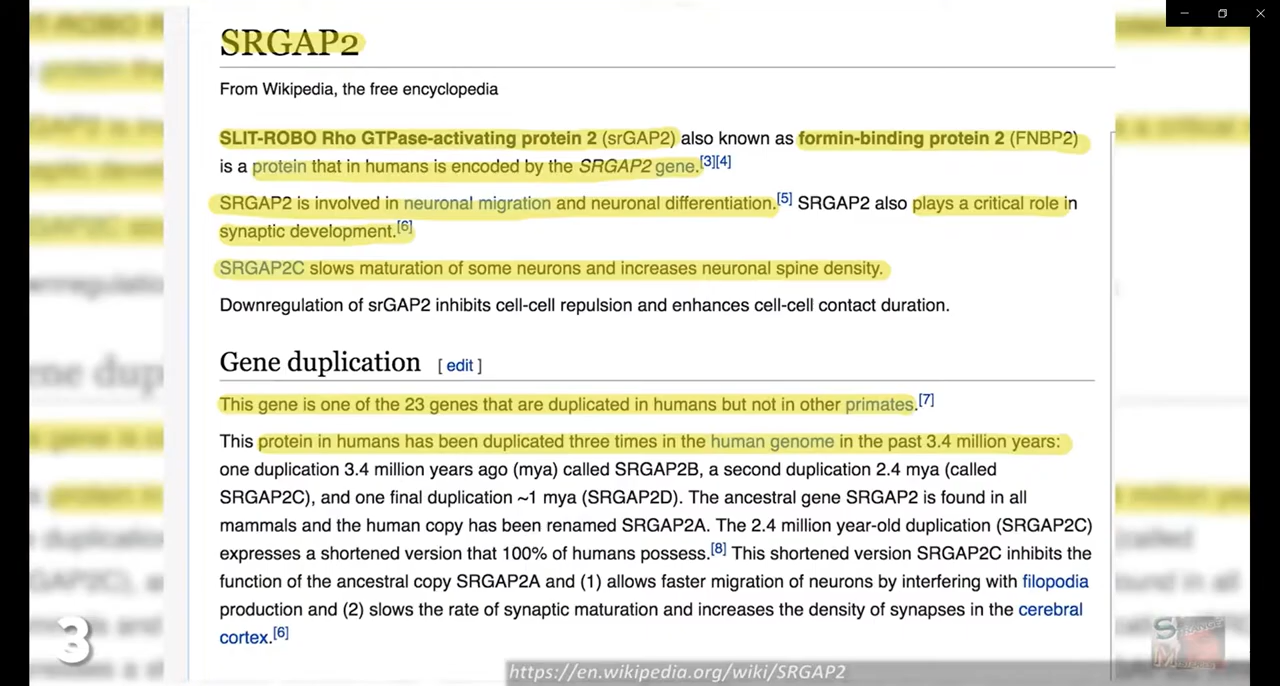 SRGAP2
From Wikipedia, the free encyclopedia
SLIT-ROBO Rho GTPase-activating protein 2 (srGAP2) also known as formin-binding protein 2 (FNBP2)
is a protein that in humans is encoded by the SRGAP2 gene.[3][4]
SRGAP2 is involved in neuronal migration and neuronal differentiation.[5] SRGAP2 also plays a critical role in
synaptic development.[6]
SRGAP2C slows maturation of some neurons and increases neuronal spine density.
Downregulation of srGAP2 inhibits cell-cell repulsion and enhances cell-cell contact duration.
Gene duplication [ edit ]
This gene is one of the 23 genes that are duplicated in humans but not in other primates.[7]
This protein in humans has been duplicated three times in the human genome in the past 3.4 million years:
one duplication 3.4 million years ago (mya) called SRGAP2B, a second duplication 2.4 mya (called
SRGAP2C), and one final duplication ~1 mya (SRGAP2D). The ancestral gene SRGAP2 is found in all
mammals and the human copy has been renamed SRGAP2A. The 2.4 million year-old duplication (SRGAP2C)
expresses a shortened version that 100% of humans possess.[8] This shortened version SRGAP2C inhibits the
function of the ancestral copy SRGAP2A and (1) allows faster migration of neurons by interfering with filopodia
production and (2) slows the rate of synaptic maturation and increases the density of synapses in the cerebral
cortex.[6]
3
https://en.wikipedia.org/wiki/SRGAP2